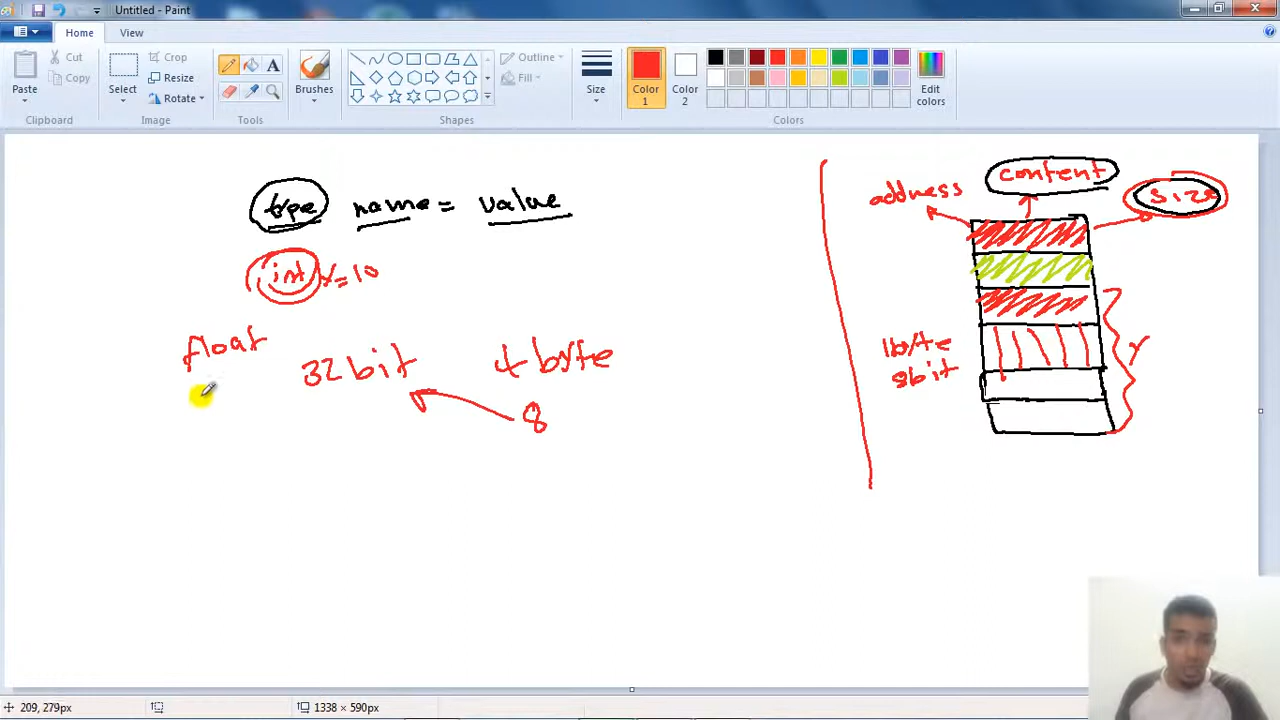 Untitled - Paint
Home
View
Paste
Cut
Copy
Clipboard
Select
Crop
Resize
Rotate
Image
Tools
Brushes
Shapes
Outline
Fill
Size
Color 1
Color 2
Edit colors
Colors
type name = value
int x=10
float
32bit
4 byte
8
address
content
size
1byte
8bit
209, 279px
1338 × 590px